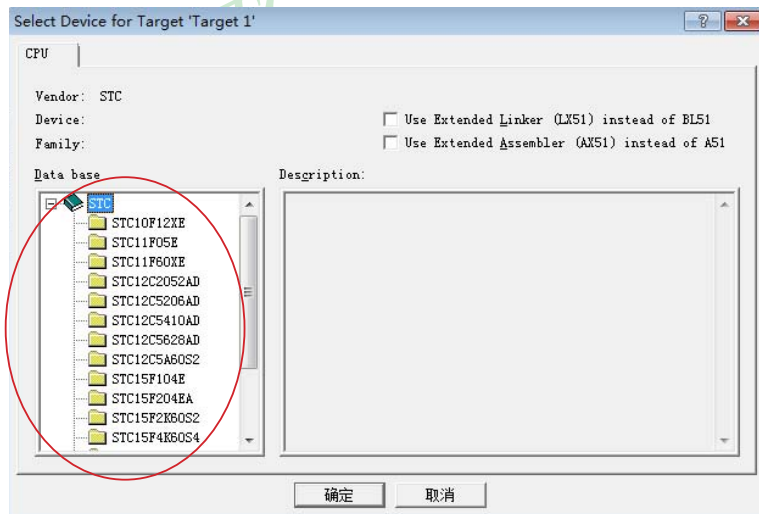 Select Device for Target 'Target 1'
CPU
Vendor: STC
Device:
Use Extended Linker (LX51) instead of BL51
Family:
Use Extended Assembler (AX51) instead of A51
Data base
Description:
STC
STC10F12XE
STC11F05E
STC11F60XE
STC12C2052AD
STC12C5206AD
STC12C5410AD
STC12C5628AD
STC12C5A60S2
STC15F104E
STC15F204EA
STC15F2K60S2
STC15F4K60S4
确定
取消